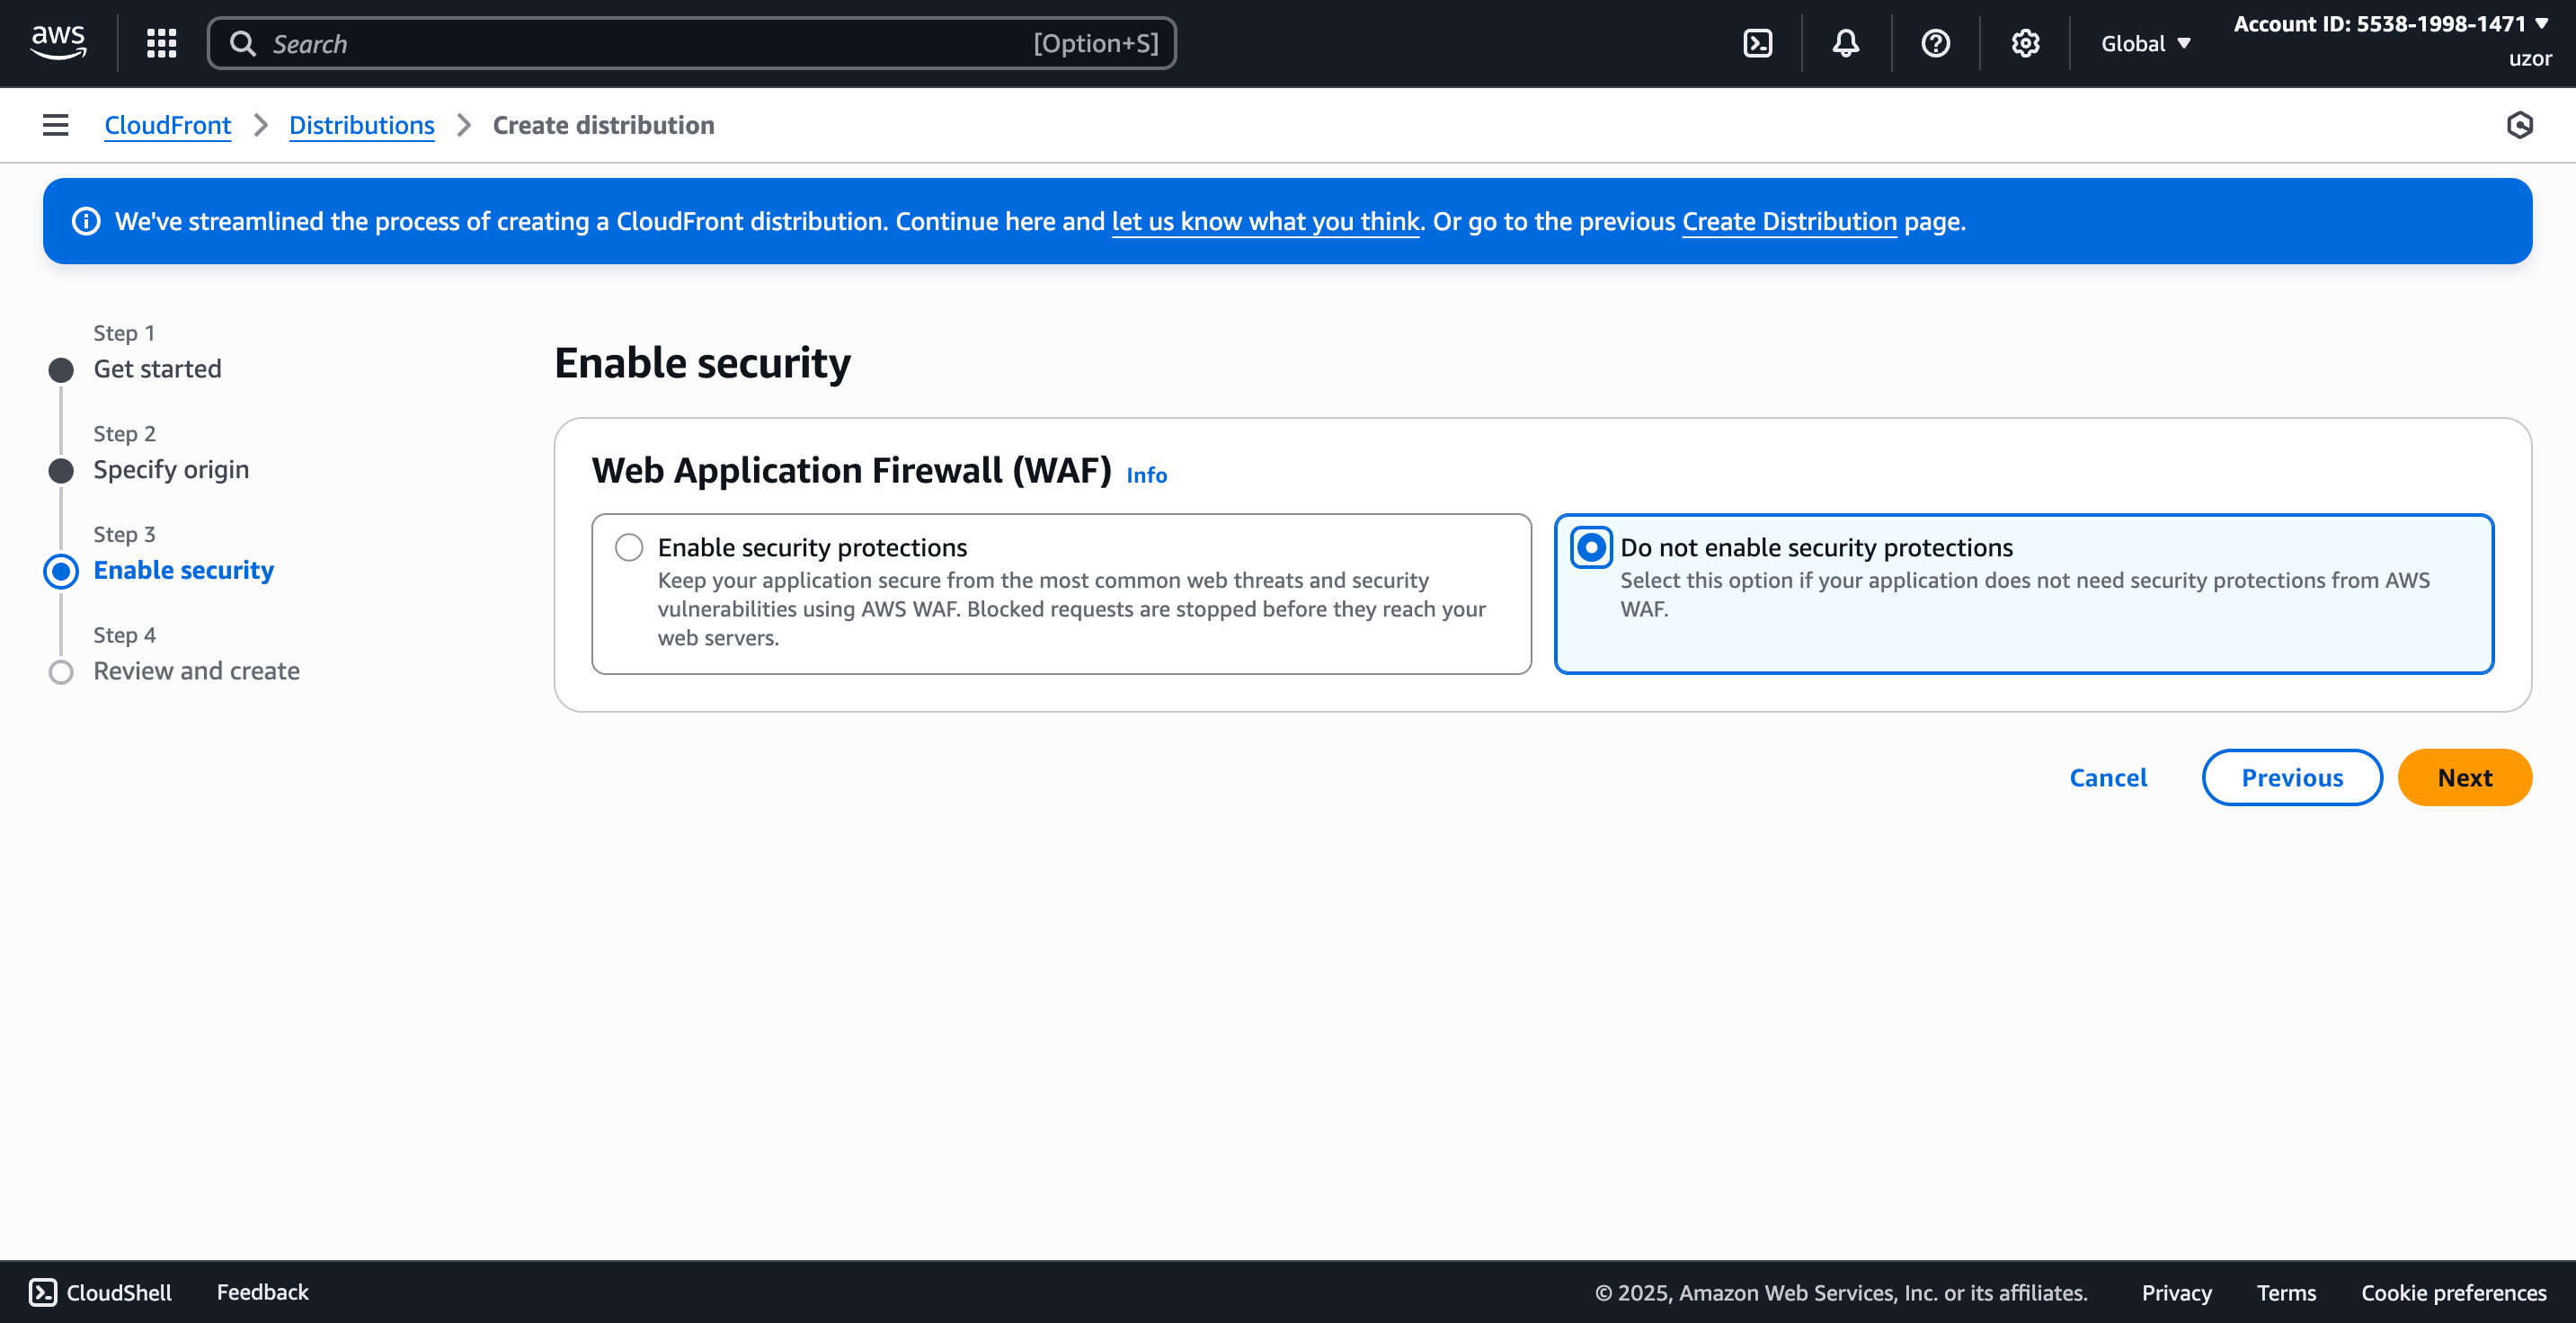 aws
Search
[Option+S]
Global
Account ID: 5538-1998-1471
uzor
CloudFront
Distributions
Create distribution
We've streamlined the process of creating a CloudFront distribution. Continue here and let us know what you think. Or go to the previous Create Distribution page.
Step 1
Get started
Step 2
Specify origin
Step 3
Enable security
Step 4
Review and create
Enable security
Web Application Firewall (WAF) Info
Enable security protections
Keep your application secure from the most common web threats and security
vulnerabilities using AWS WAF. Blocked requests are stopped before they reach your
web servers.
Do not enable security protections
Select this option if your application does not need security protections from AWS
WAF.
Cancel
Previous
Next
CloudShell
Feedback
© 2025, Amazon Web Services, Inc. or its affiliates.
Privacy
Terms
Cookie preferences